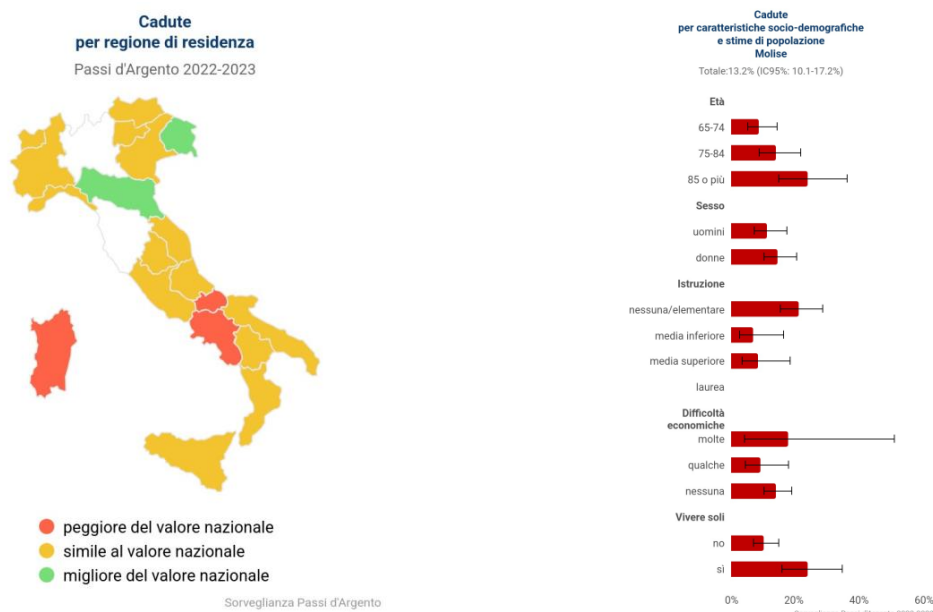 Cadute
per regione di residenza
Passi d'Argento 2022-2023
peggiore del valore nazionale
simile al valore nazionale
migliore del valore nazionale
Sorveglianza Passi d'Argento
Cadute
per caratteristiche socio-demografiche
e stime di popolazione
Molise
Totale:13.2% (IC95%: 10.1-17.2%)
Età
65-74
75-84
85 o più
Sesso
uomini
donne
Istruzione
nessuna/elementare
media inferiore
media superiore
laurea
Difficoltà
economiche
molte
qualche
nessuna
Vivere soli
no
sì
0% 20% 40% 60%